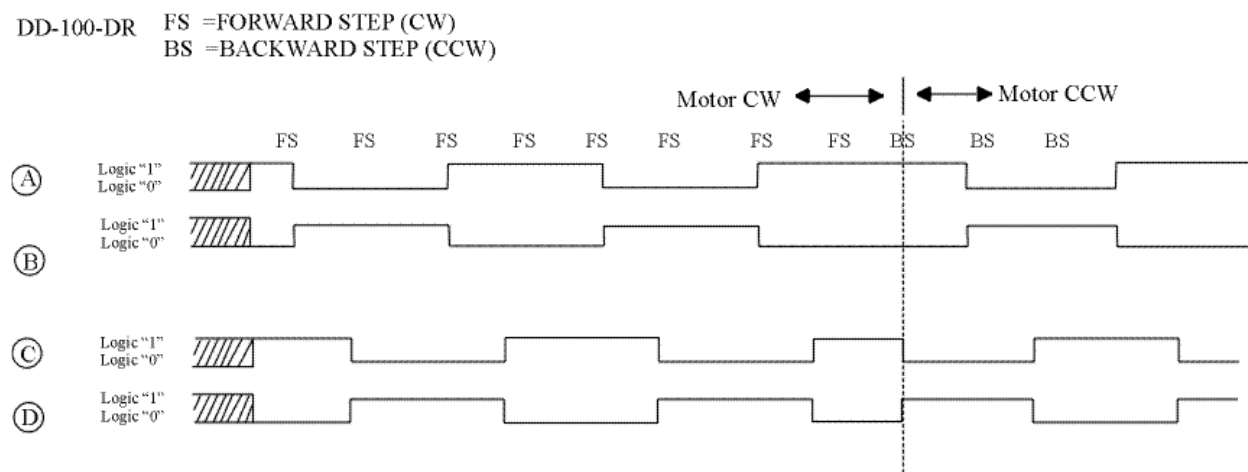 DD-100-DR FS =FORWARD STEP (CW)
BS =BACKWARD STEP (CCW)
Motor CW Motor CCW
FS FS FS FS FS FS FS FS BS BS BS
A Logic “1”
Logic “0”
B Logic “1”
Logic “0”
C Logic “1”
Logic “0”
D Logic “1”
Logic “0”